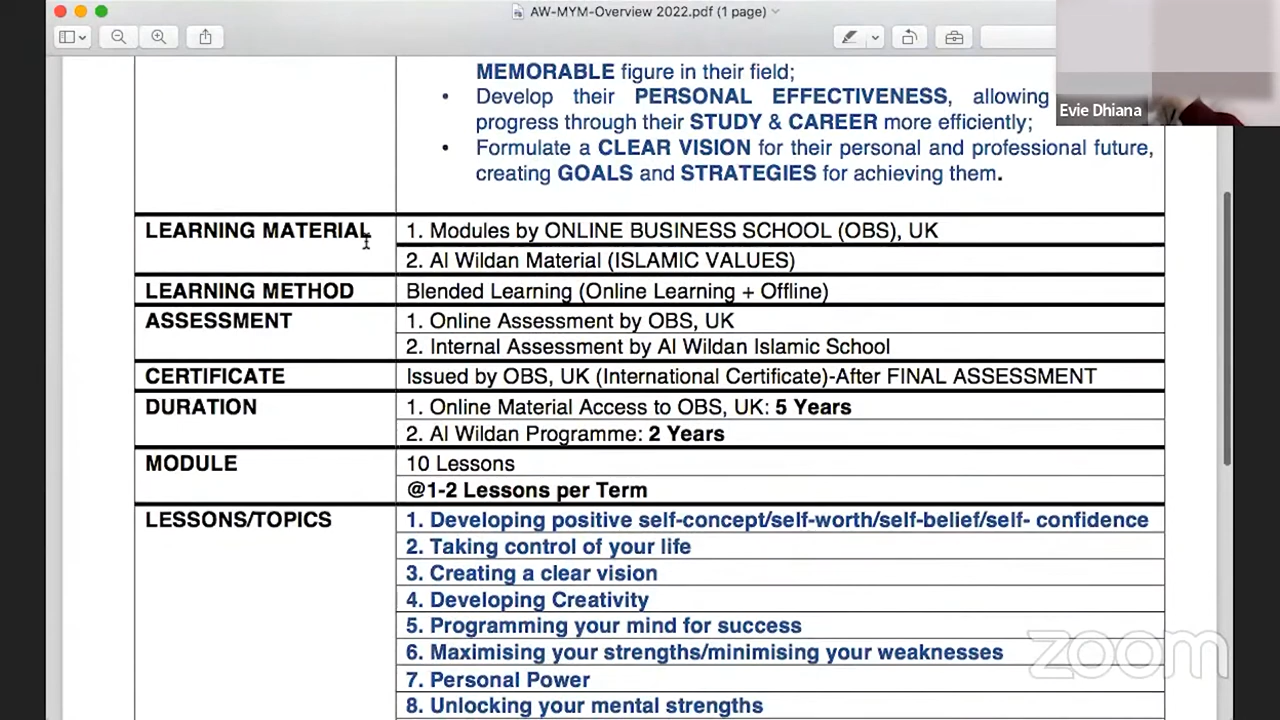 AW-MYM-Overview 2022.pdf (1 page)
MEMORABLE figure in their field;
• Develop their PERSONAL EFFECTIVENESS, allowing
progress through their STUDY & CAREER more efficiently;
• Formulate a CLEAR VISION for their personal and professional future,
creating GOALS and STRATEGIES for achieving them.
Evie Dhiana
LEARNING MATERIAL
1. Modules by ONLINE BUSINESS SCHOOL (OBS), UK
2. Al Wildan Material (ISLAMIC VALUES)
LEARNING METHOD
Blended Learning (Online Learning + Offline)
ASSESSMENT
1. Online Assessment by OBS, UK
2. Internal Assessment by Al Wildan Islamic School
CERTIFICATE
Issued by OBS, UK (International Certificate)-After FINAL ASSESSMENT
DURATION
1. Online Material Access to OBS, UK: 5 Years
2. Al Wildan Programme: 2 Years
MODULE
10 Lessons
@1-2 Lessons per Term
LESSONS/TOPICS
1. Developing positive self-concept/self-worth/self-belief/self- confidence
2. Taking control of your life
3. Creating a clear vision
4. Developing Creativity
5. Programming your mind for success
6. Maximising your strengths/minimising your weaknesses
7. Personal Power
8. Unlocking your mental strengths
zoom